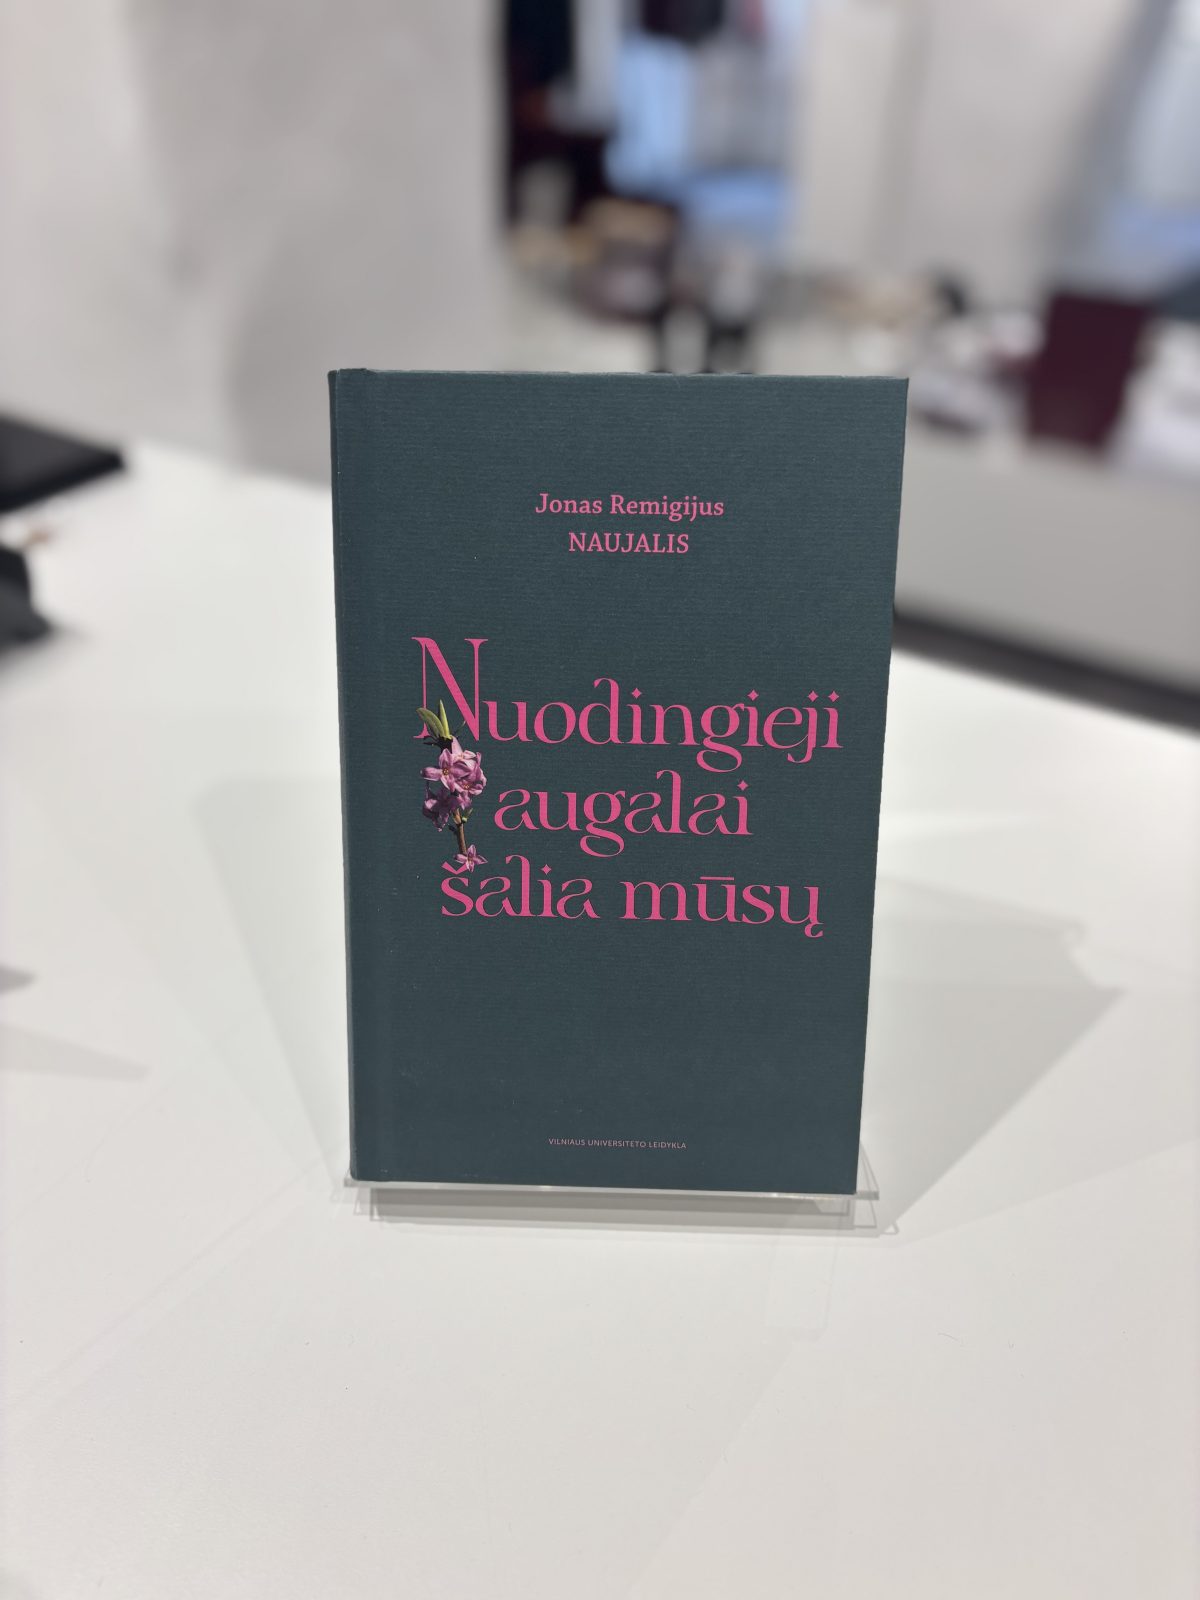 Jonas Remigijus
NAUJALIS
Nuodingieji
augalai
šalia mūsų
VILNIAUS UNIVERSITETO LEIDYKLA